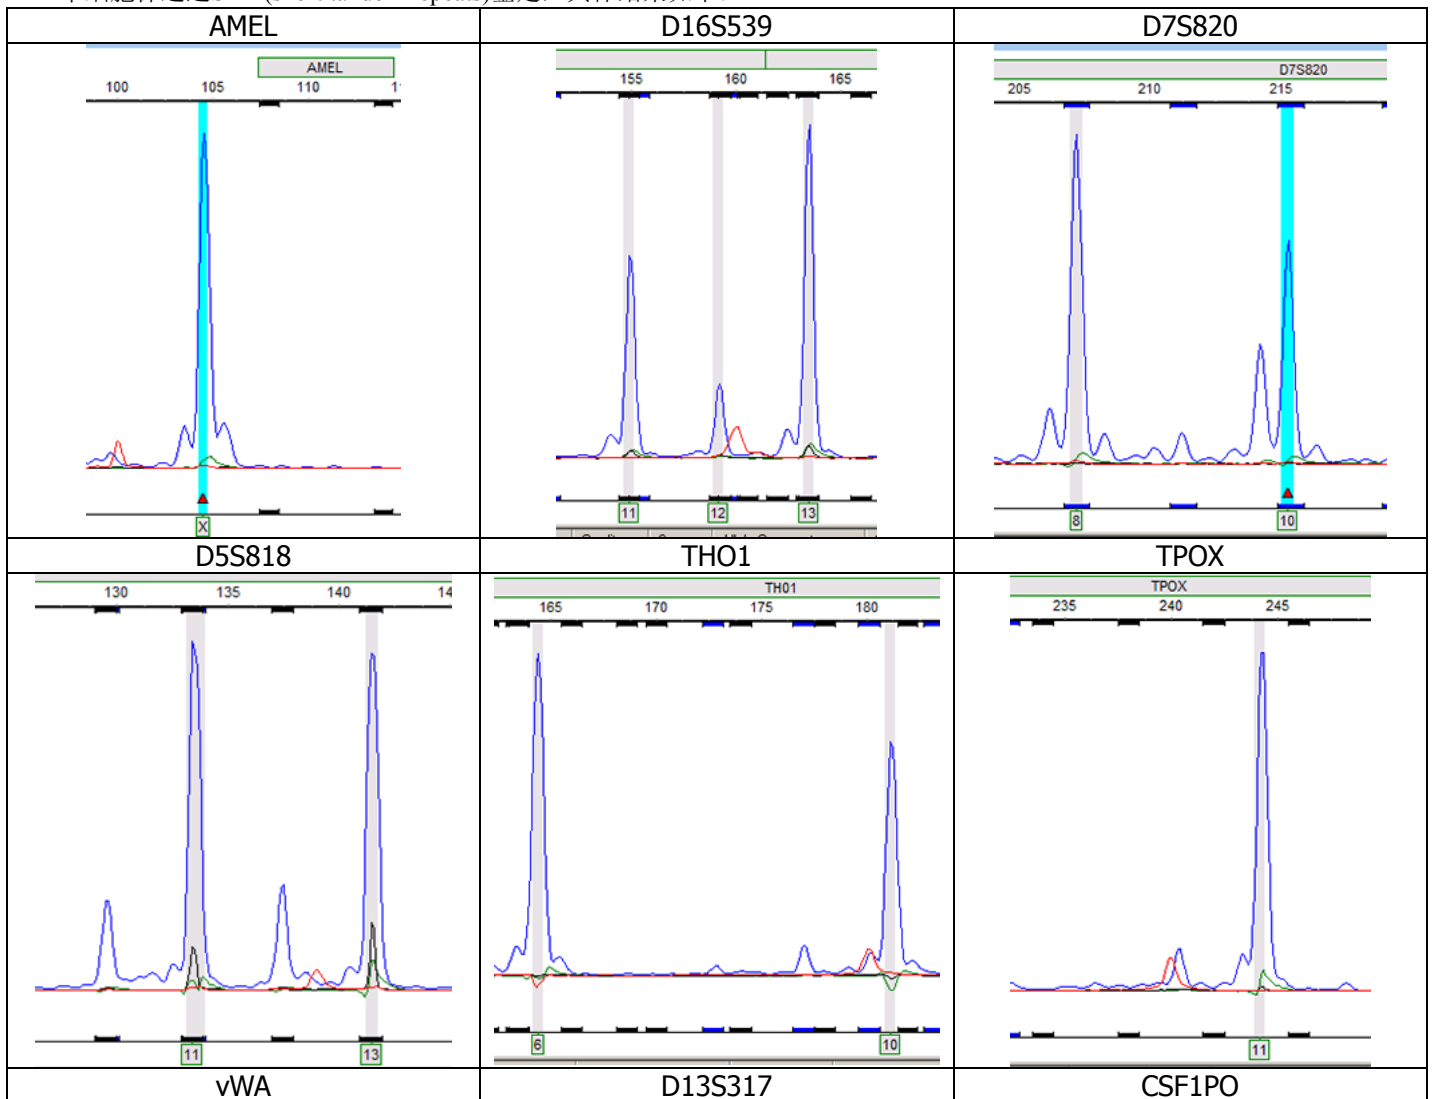 AMEL D16S539 D7S820
AMEL
100 105 110
155 160 165
D7S820
205 210 215
X
11 12 13
8 10
D5S818 THO1 TPOX
130 135 140
TH01
165 170 175 180
TPOX
235 240 245
11 13
6 10
11
vWA D13S317 CSF1PO